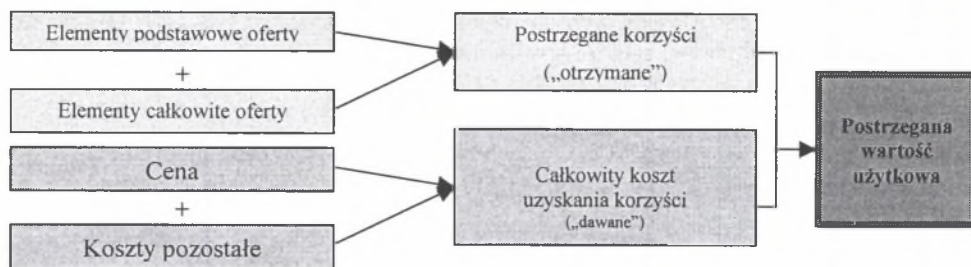 Elementy podstawowe oferty
+
Elementy całkowite oferty
Cena
+
Koszty pozostałe
Postrzegane korzyści
(„otrzymane”)
Całkowity koszt
uzyskania korzyści
(„dawane”)
Postrzegana
wartość
użytkowa